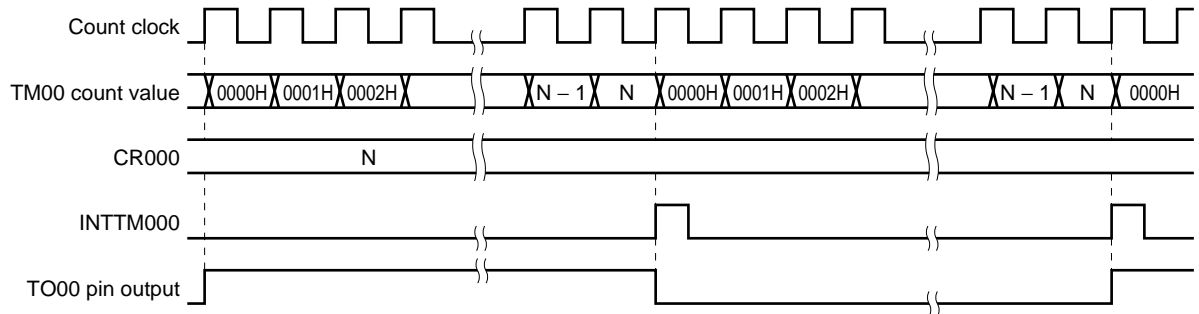 Count clock
TM00 count value 0000H 0001H 0002H N − 1 N 0000H 0001H 0002H N − 1 N 0000H
CR000 N
INTTM000
TO00 pin output